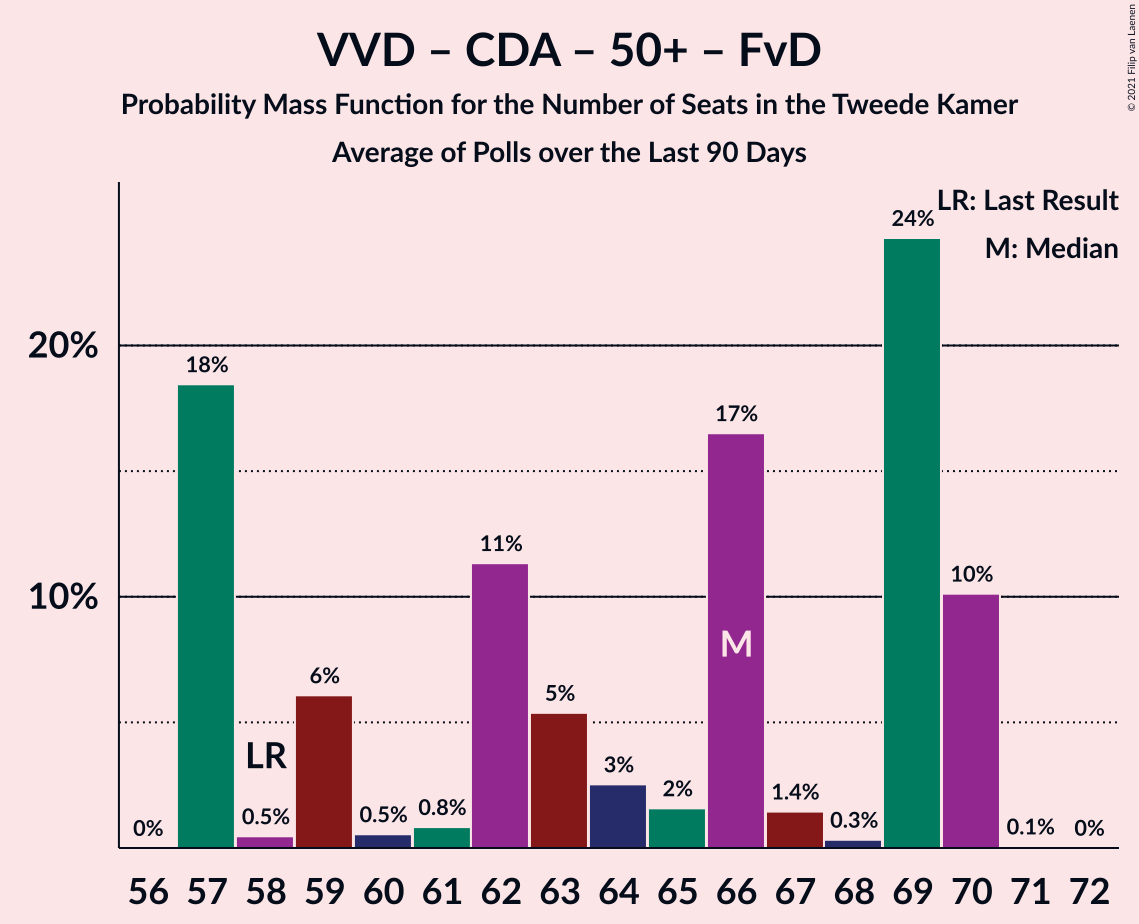 VVD – CDA – 50+ – FvD
Probability Mass Function for the Number of Seats in the Tweede Kamer
Average of Polls over the Last 90 Days
© 2021 Filip van Laenen
LR: Last Result
M: Median
20%
10%
0%
18%
0.5%
6%
0.5%
0.8%
11%
5%
3%
2%
17%
1.4%
0.3%
24%
10%
0.1%
0%
LR
M
56 57 58 59 60 61 62 63 64 65 66 67 68 69 70 71 72